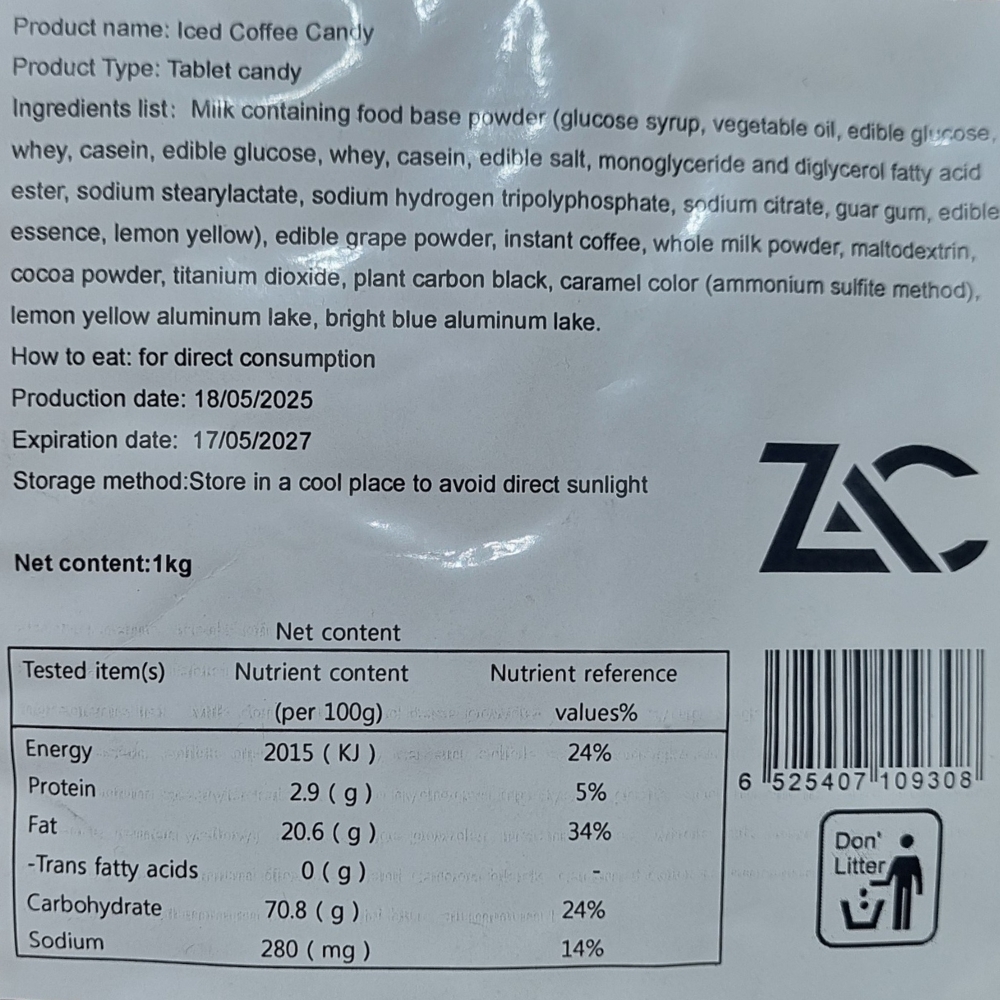 Product name: Iced Coffee Candy
Product Type: Tablet candy
Ingredients list: Milk containing food base powder (glucose syrup, vegetable oil, edible glucose,
whey, casein, edible glucose, whey, casein, edible salt, monoglyceride and diglycerol fatty acid
ester, sodium stearylactate, sodium hydrogen tripolyphosphate, sodium citrate, guar gum, edible
essence, lemon yellow), edible grape powder, instant coffee, whole milk powder, maltodextrin,
cocoa powder, titanium dioxide, plant carbon black, caramel color (ammonium sulfite method),
lemon yellow aluminum lake, bright blue aluminum lake.
How to eat: for direct consumption
Production date: 18/05/2025
Expiration date: 17/05/2027
Storage method:Store in a cool place to avoid direct sunlight
ZAC
Net content:1kg
Net content
Tested item(s) Nutrient content Nutrient reference
(per 100g) values%
Energy 2015 ( KJ ) 24%
Protein 2.9 ( g ) 5%
Fat 20.6 ( g ) 34%
-Trans fatty acids 0 ( g ) -
Carbohydrate 70.8 ( g ) 24%
Sodium 280 ( mg ) 14%
6 525407 109308
Don'
Litter